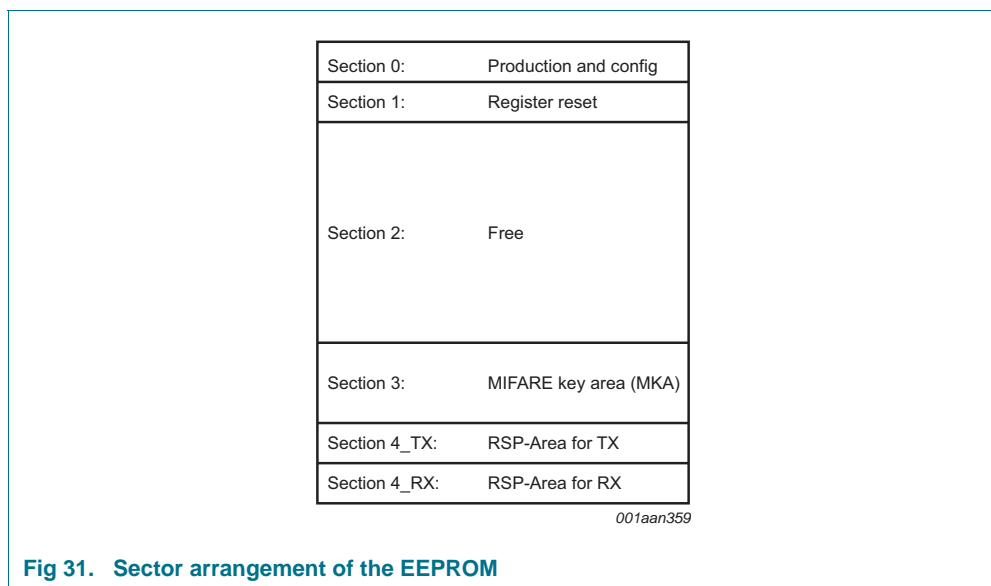 Section 0: Production and config
Section 1: Register reset
Section 2: Free
Section 3: MIFARE key area (MKA)
Section 4_TX: RSP-Area for TX
Section 4_RX: RSP-Area for RX
001aan359
Fig 31. Sector arrangement of the EEPROM